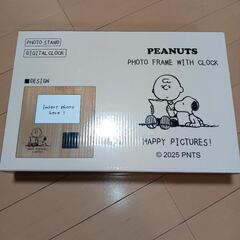 PHOTO STAND
DIGITAL CLOCK
PEANUTS
PHOTO FRAME WITH CLOCK
■DESIGN
Insert photo
here!
HAPPY PICTURES!
© 2025 PNTS